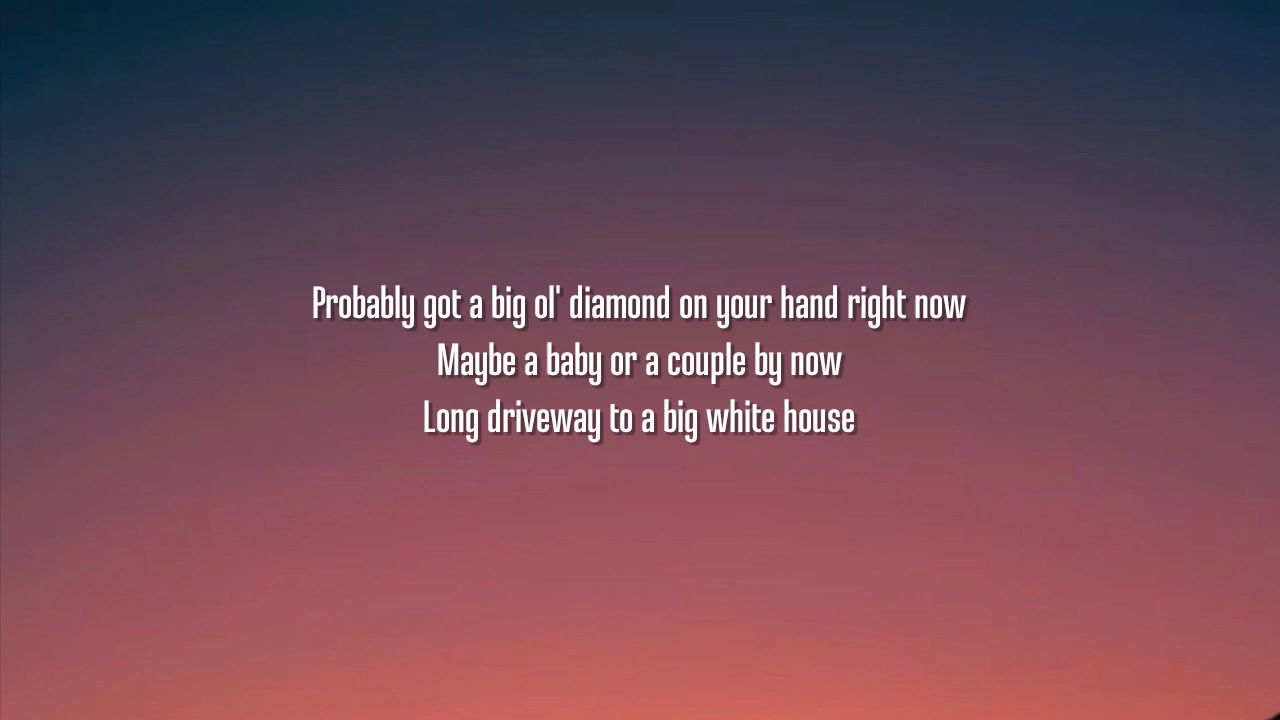 Probably got a big ol' diamond on your hand right now
Maybe a baby or a couple by now
Long driveway to a big white house